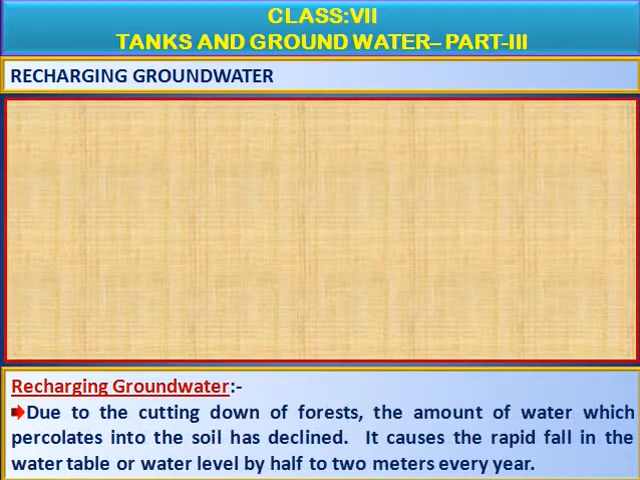 CLASS:VII
TANKS AND GROUND WATER– PART-III
RECHARGING GROUNDWATER
Recharging Groundwater:-
Due to the cutting down of forests, the amount of water which
percolates into the soil has declined. It causes the rapid fall in the
water table or water level by half to two meters every year.